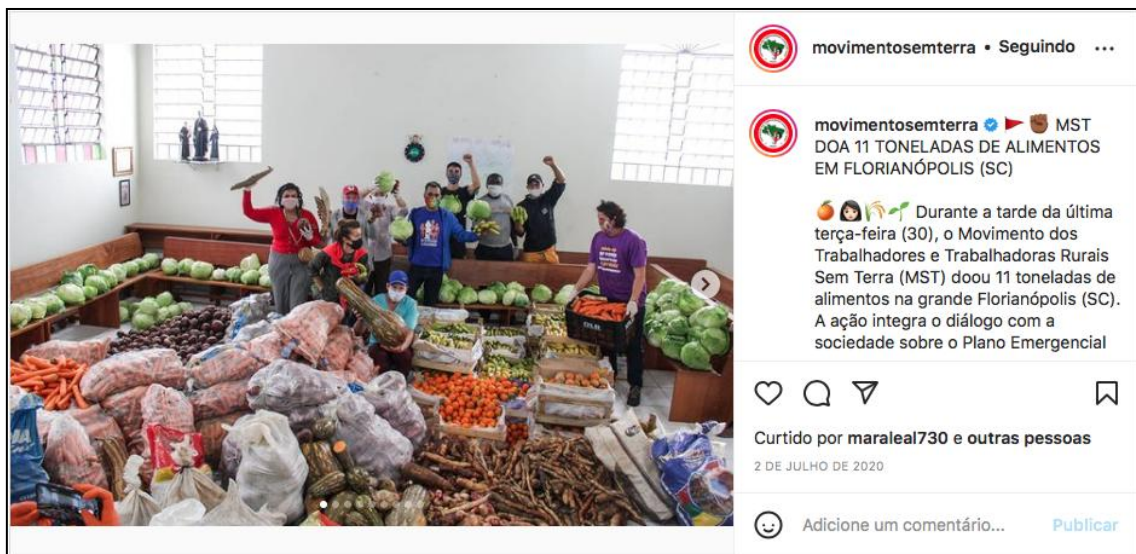 movimentosemterra • Seguindo ...
movimentosemterra MST
DOA 11 TONELADAS DE ALIMENTOS
EM FLORIANÓPOLIS (SC)
Durante a tarde da última
terça-feira (30), o Movimento dos
Trabalhadores e Trabalhadoras Rurais
Sem Terra (MST) doou 11 toneladas de
alimentos na grande Florianópolis (SC).
A ação integra o diálogo com a
sociedade sobre o Plano Emergencial
Curtido por maraleal730 e outras pessoas
2 DE JULHO DE 2020
Adicione um comentário... Publicar